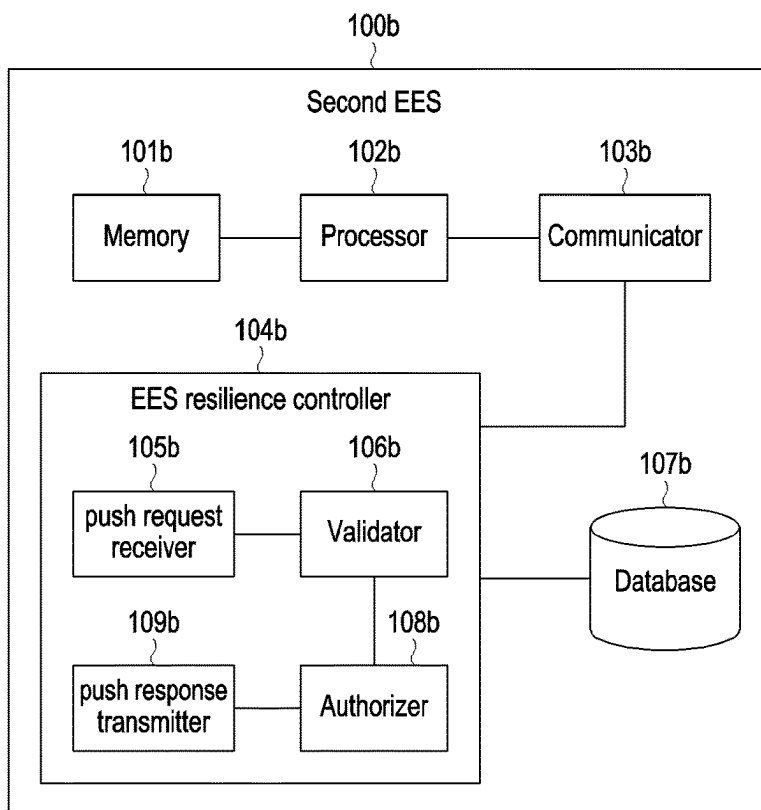 100b
Second EES
101b
102b
103b
Memory
Processor
Communicator
104b
EES resilience controller
105b
106b
107b
push request
receiver
Validator
Database
109b
108b
push response
transmitter
Authorizer